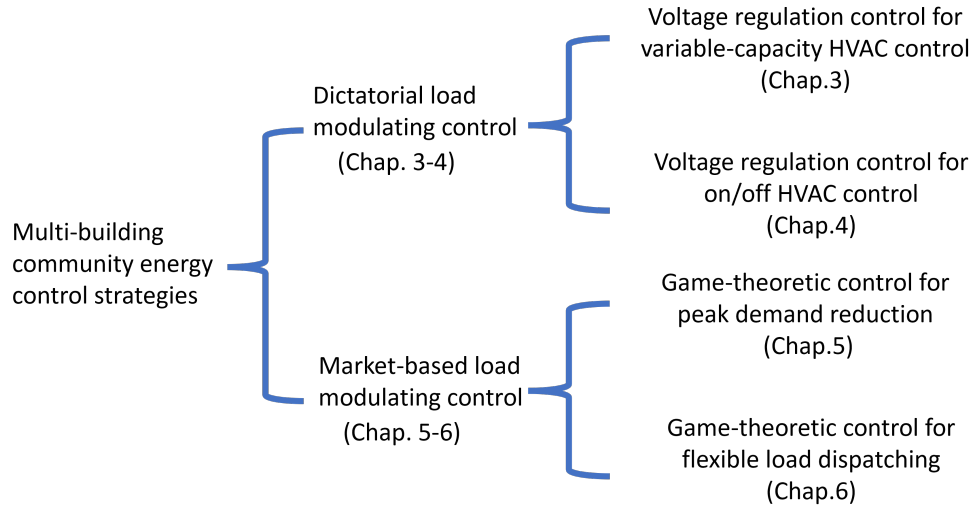 Multi-building
community energy
control strategies
Dictatorial load
modulating control
(Chap. 3-4)
Voltage regulation control for
variable-capacity HVAC control
(Chap.3)
Voltage regulation control for
on/off HVAC control
(Chap.4)
Market-based load
modulating control
(Chap. 5-6)
Game-theoretic control for
peak demand reduction
(Chap.5)
Game-theoretic control for
flexible load dispatching
(Chap.6)